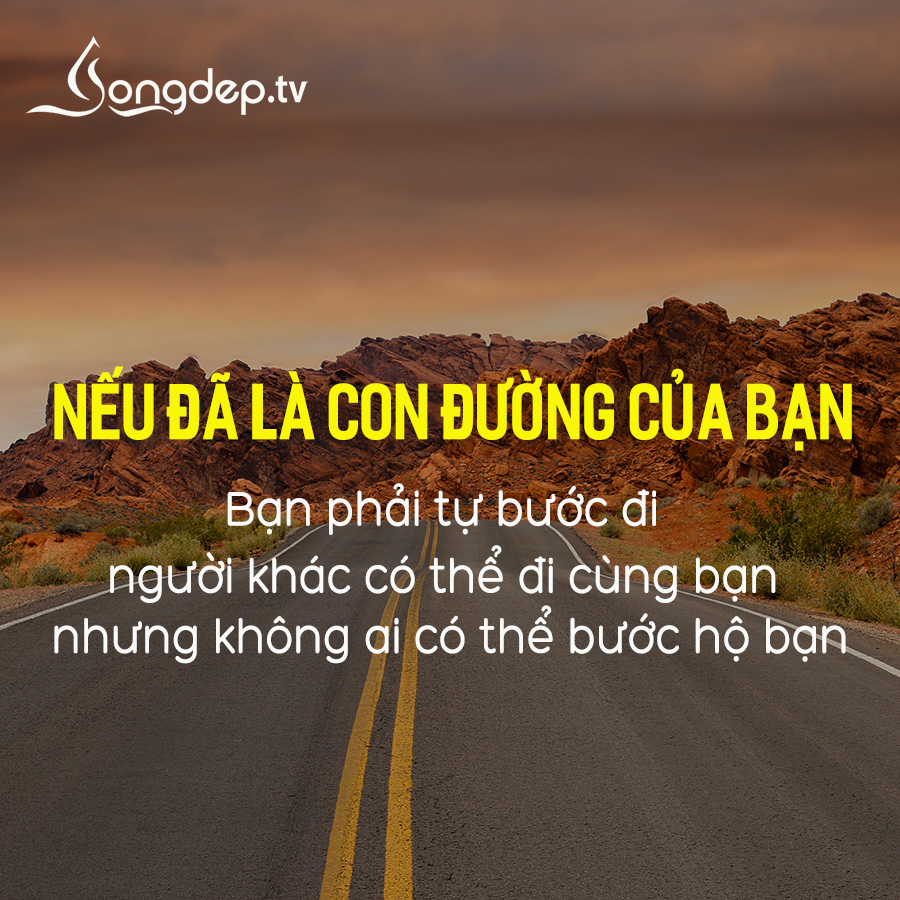 Songdep.tv
NẾU ĐÃ LÀ CON ĐƯỜNG CỦA BẠN
Bạn phải tự bước đi
người khác có thể đi cùng bạn
nhưng không ai có thể bước hộ bạn